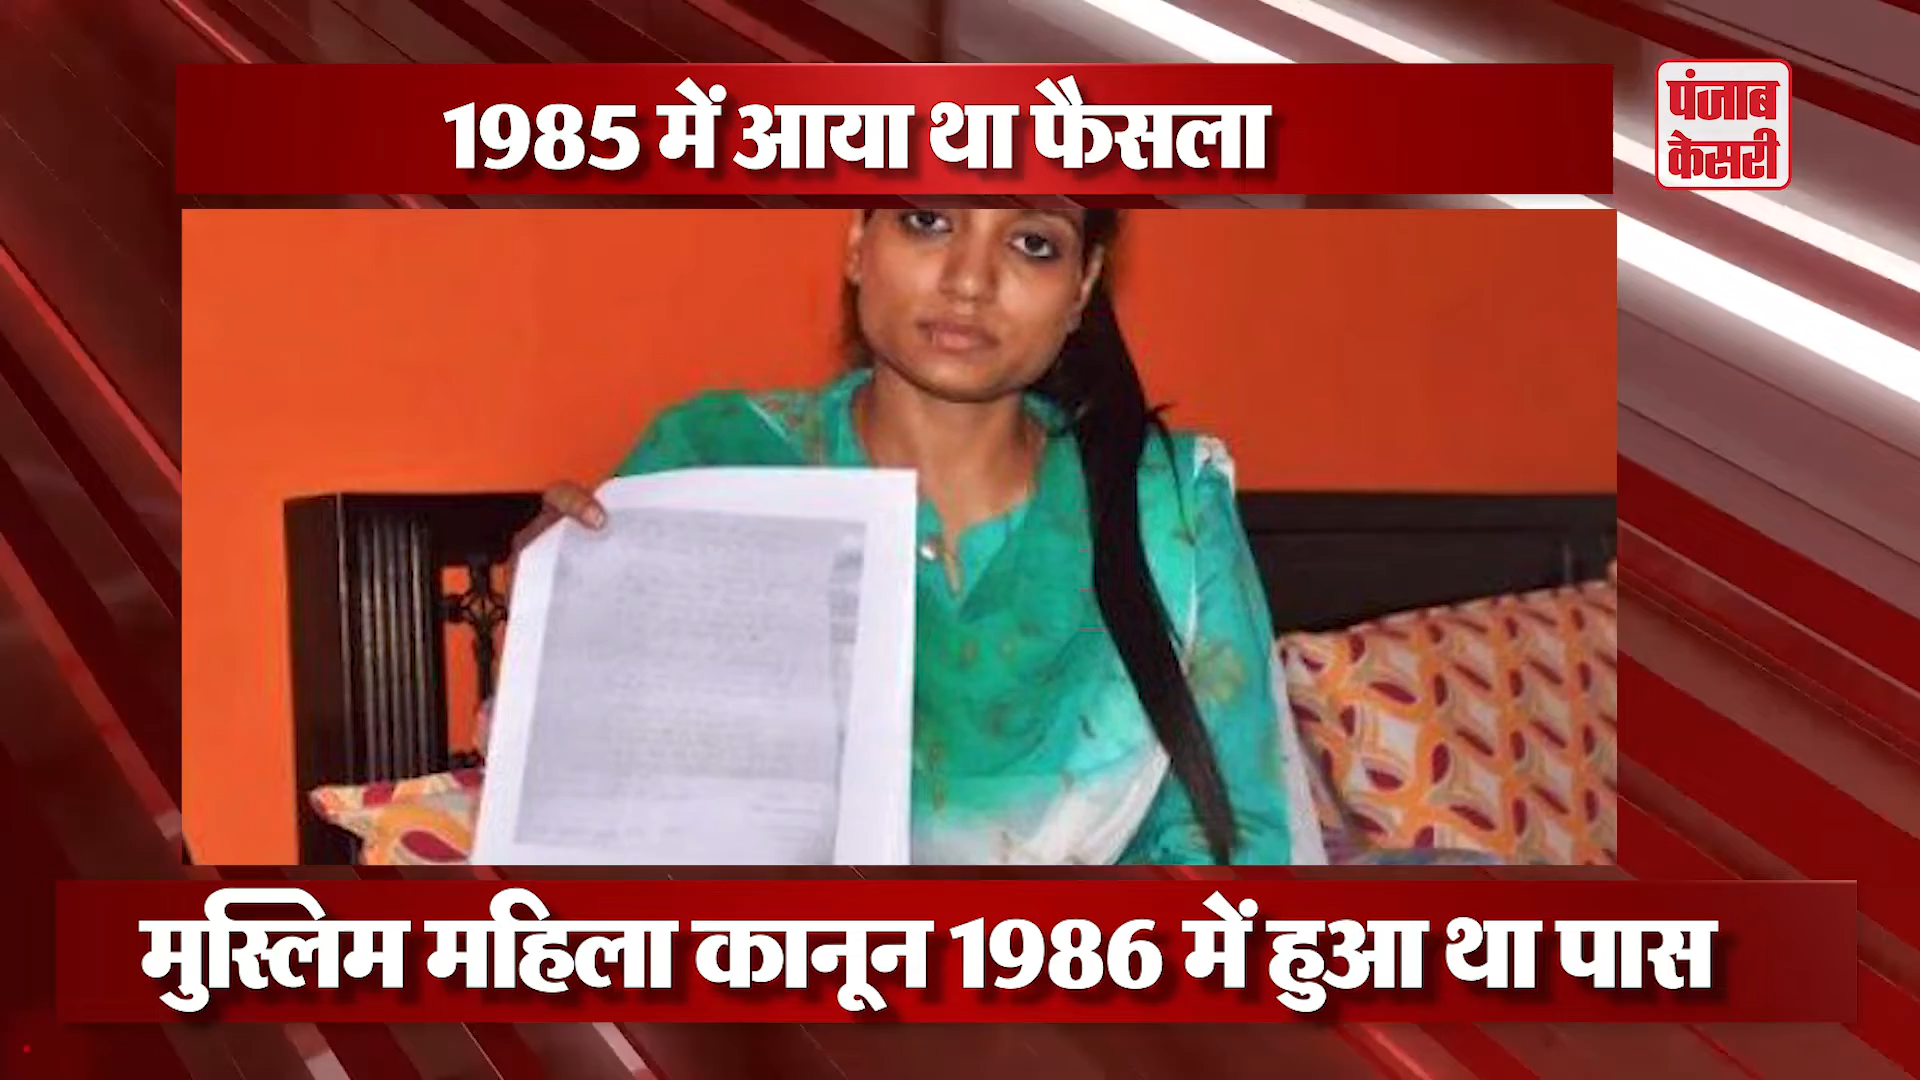 1985 में आया था फैसला
पंजाब
केसरी
मुस्लिम महिला कानून 1986 में हुआ था पास